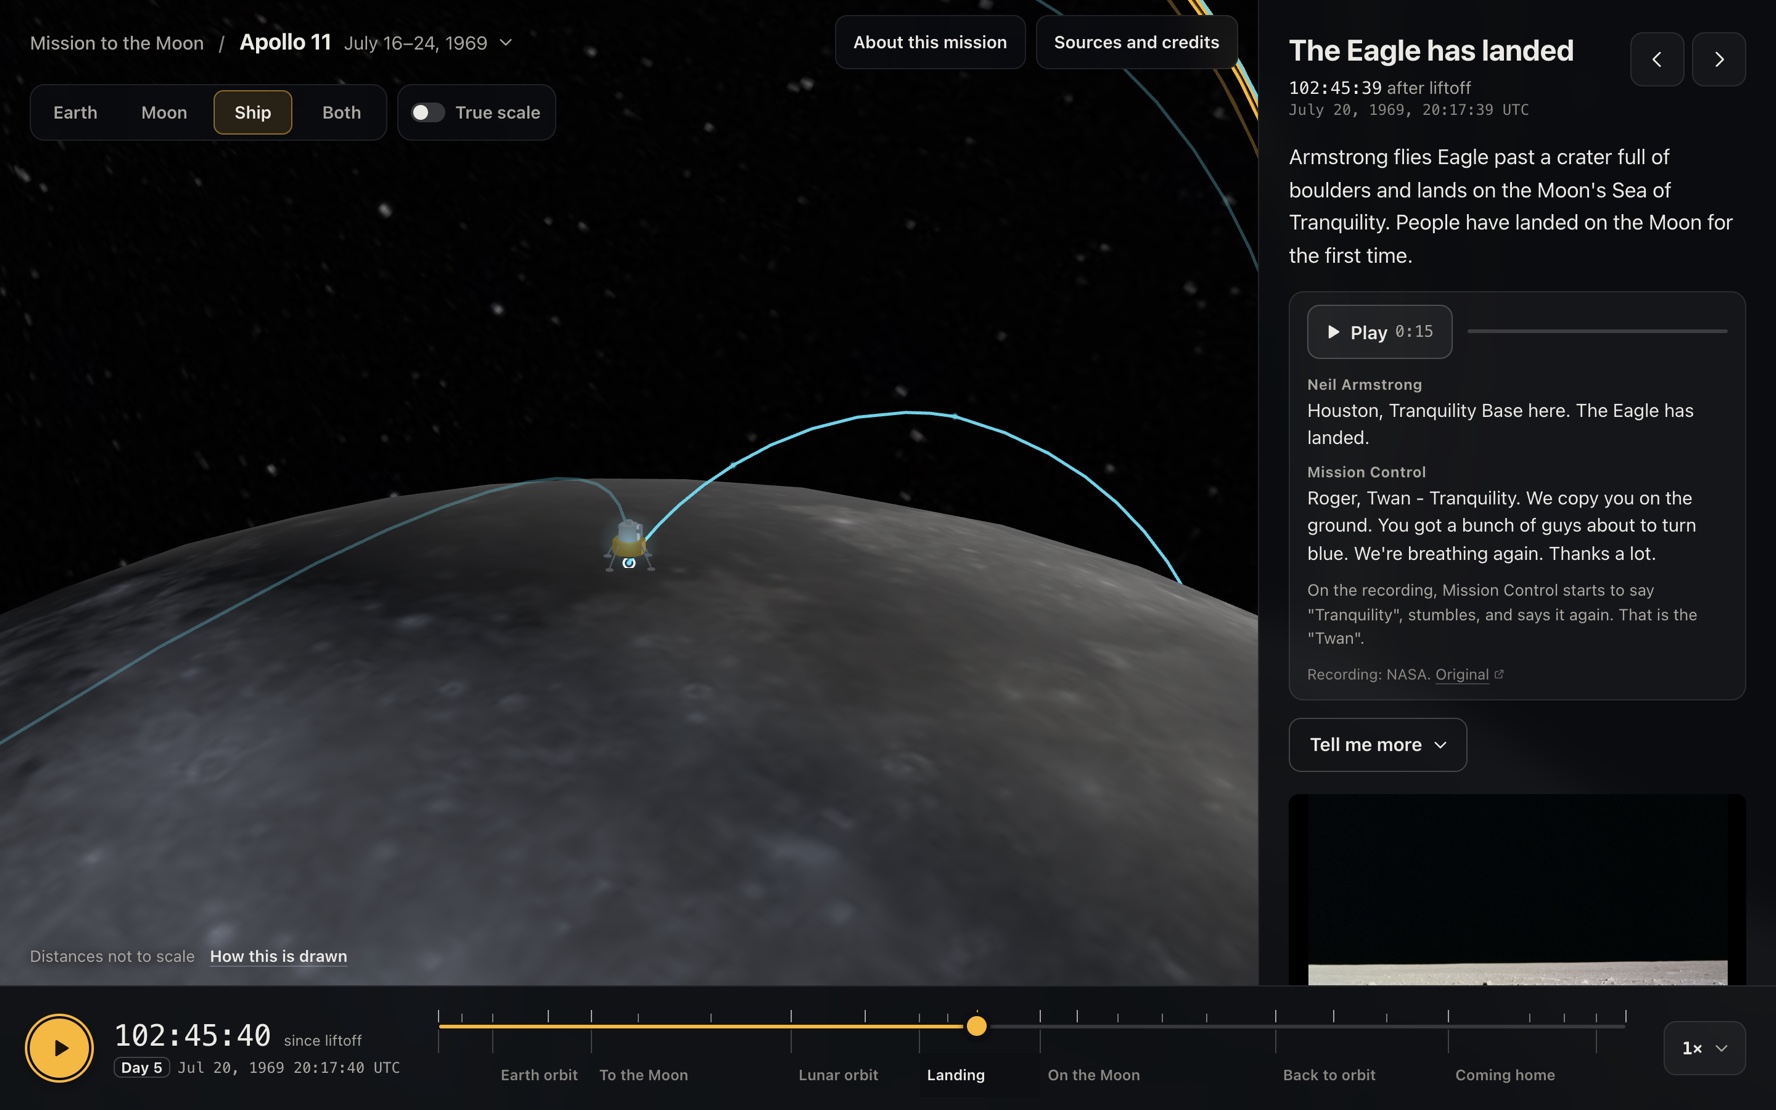 Mission to the Moon / Apollo 11 July 16–24, 1969
About this mission
Sources and credits
Earth
Moon
Ship
Both
True scale
Distances not to scale How this is drawn
The Eagle has landed
102:45:39 after liftoff
July 20, 1969, 20:17:39 UTC
Armstrong flies Eagle past a crater full of
boulders and lands on the Moon's Sea of
Tranquility. People have landed on the Moon for
the first time.
Play 0:15
Neil Armstrong
Houston, Tranquility Base here. The Eagle has
landed.
Mission Control
Roger, Twan - Tranquility. We copy you on the
ground. You got a bunch of guys about to turn
blue. We're breathing again. Thanks a lot.
On the recording, Mission Control starts to say
"Tranquility", stumbles, and says it again. That is the
"Twan".
Recording: NASA. Original
Tell me more
102:45:40 since liftoff
Day 5 Jul 20, 1969 20:17:40 UTC
Earth orbit
To the Moon
Lunar orbit
Landing
On the Moon
Back to orbit
Coming home
1×